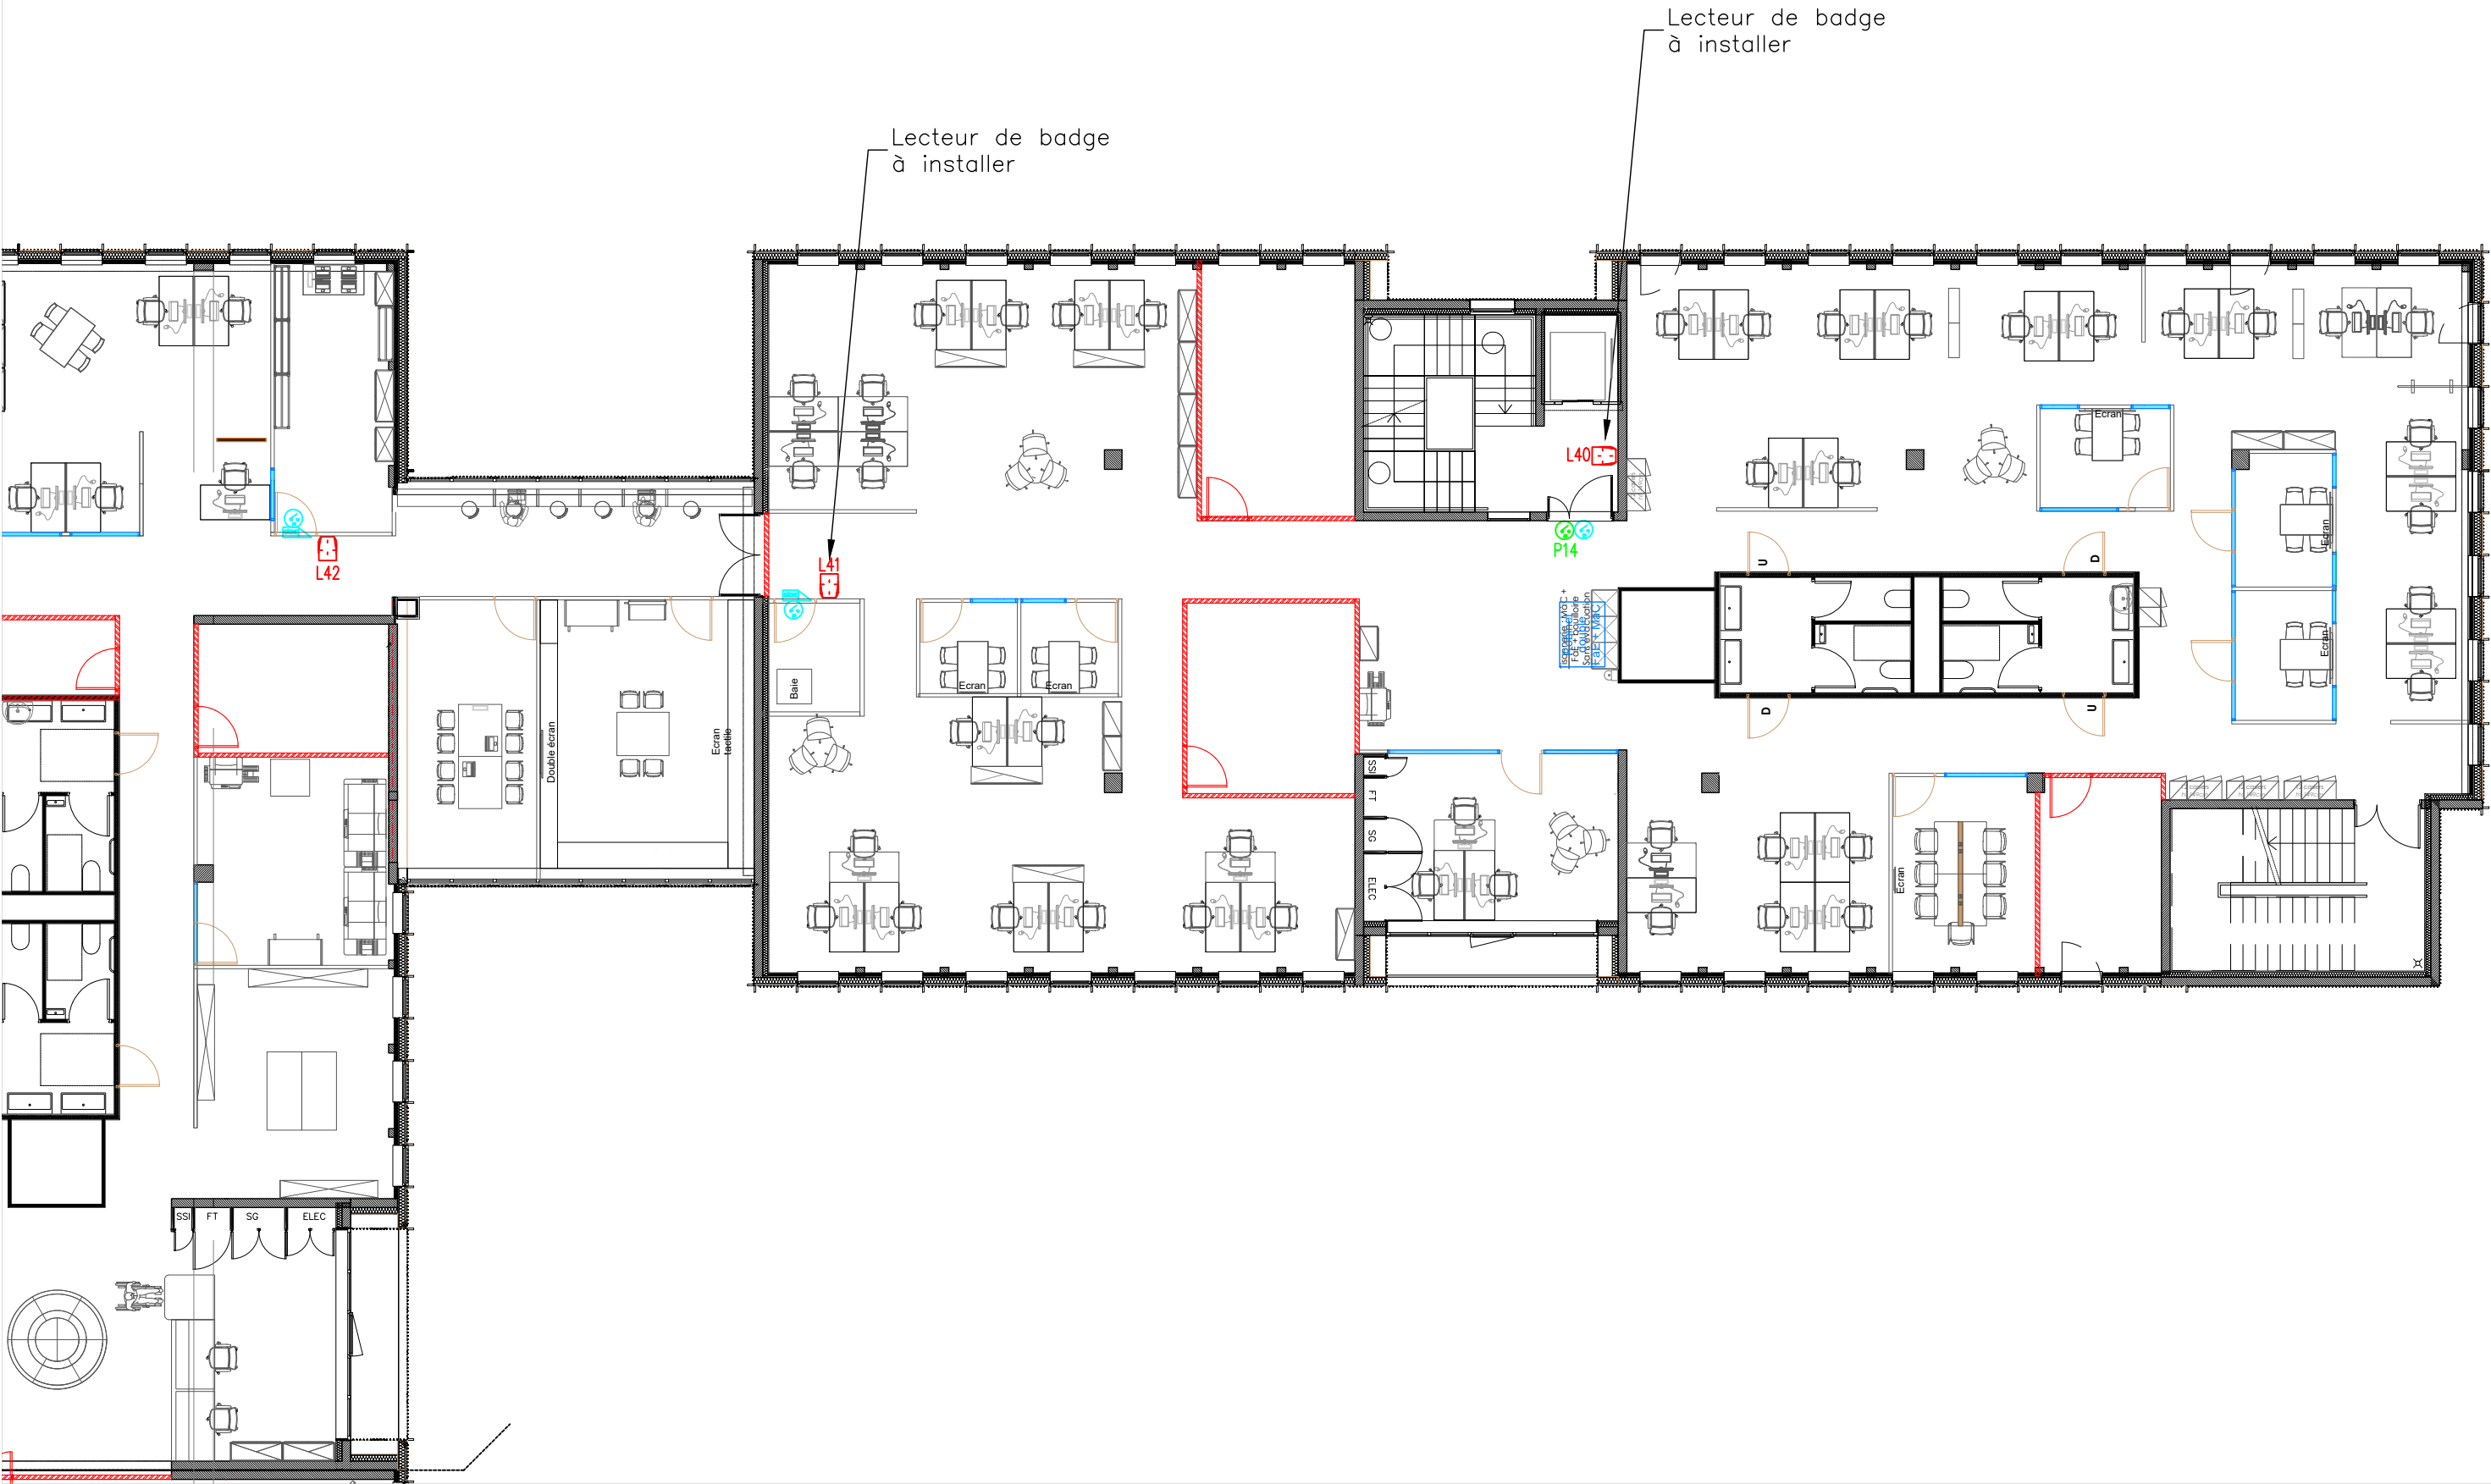 Lecteur de badge
à installer
Lecteur de badge
à installer
Ecran
L40
P14
L42
L41
U
D
Ecran
Ecran
Baie
Ecran
Ecran
Double écran
Ecran
tactile
D
U
SSI
FT
SG
ELEC
Ecran
SSI
FT
SG
ELEC